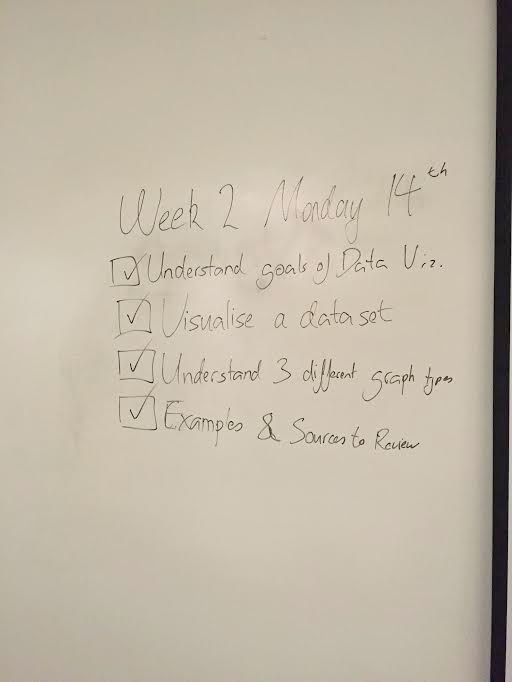 Week 2 Monday 14th
Understand goals of Data Viz.
Visualise a dataset
Understand 3 different graph types
Examples & Sources to Review